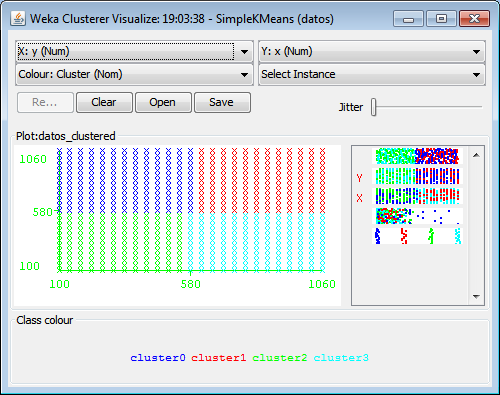 Weka Clusterer Visualize: 19:03:38 - SimpleKMeans (datos)
X: y (Num) Y: x (Num)
Colour: Cluster (Nom) Select Instance
Re... Clear Open Save Jitter
Plot:datos_clustered
1060
580
100
100 580 1060
Y
X
Class colour
cluster0 cluster1 cluster2 cluster3